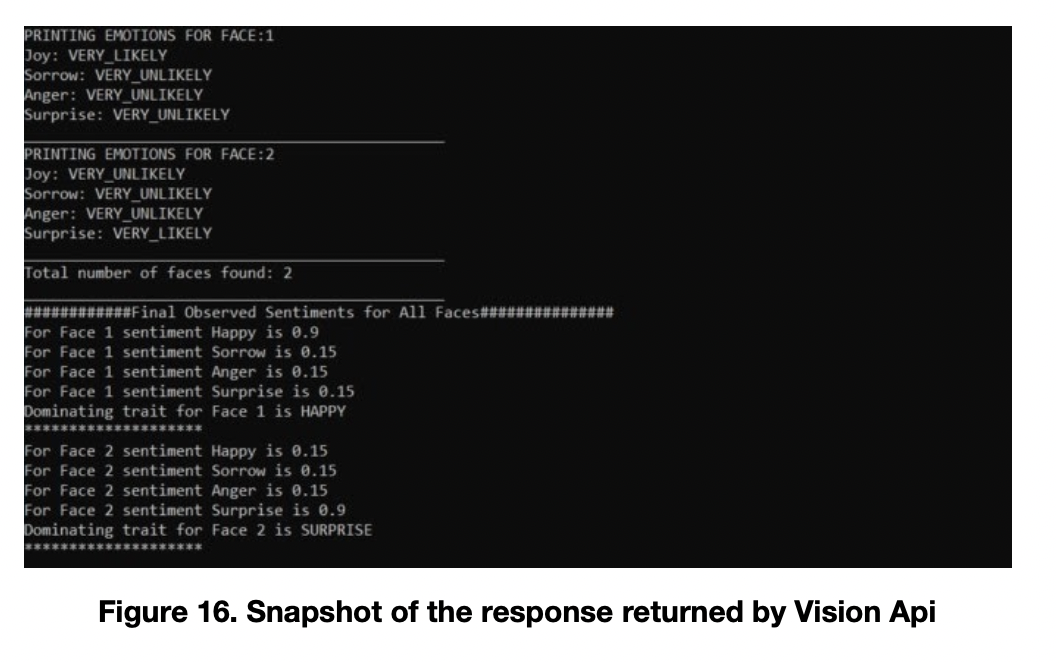 PRINTING EMOTIONS FOR FACE:1
Joy: VERY_LIKELY
Sorrow: VERY_UNLIKELY
Anger: VERY_UNLIKELY
Surprise: VERY_UNLIKELY
_______________________________________________
PRINTING EMOTIONS FOR FACE:2
Joy: VERY_UNLIKELY
Sorrow: VERY_UNLIKELY
Anger: VERY_UNLIKELY
Surprise: VERY_LIKELY
_______________________________________________
Total number of faces found: 2
_______________________________________________
############Final Observed Sentiments for All Faces###############
For Face 1 sentiment Happy is 0.9
For Face 1 sentiment Sorrow is 0.15
For Face 1 sentiment Anger is 0.15
For Face 1 sentiment Surprise is 0.15
Dominating trait for Face 1 is HAPPY
********************
For Face 2 sentiment Happy is 0.15
For Face 2 sentiment Sorrow is 0.15
For Face 2 sentiment Anger is 0.15
For Face 2 sentiment Surprise is 0.9
Dominating trait for Face 2 is SURPRISE
********************
Figure 16. Snapshot of the response returned by Vision Api